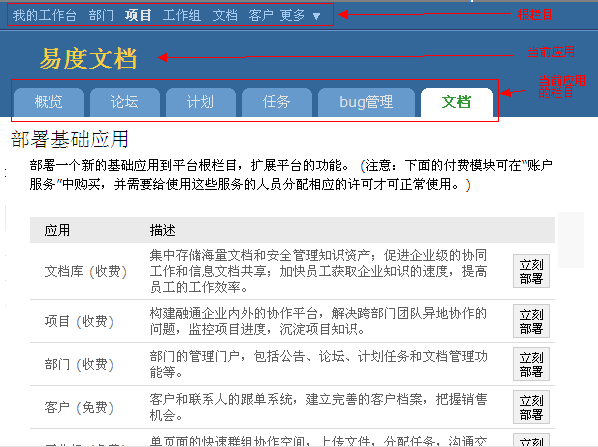 我的工作台 部门 项目 工作组 文档 客户 更多 ▼
根栏目
易度文档
当前应用
当前应用
的栏目
概览 论坛 计划 任务 bug管理 文档
部署基础应用
部署一个新的基础应用到平台根栏目，扩展平台的功能。（注意：下面的付费模块可在“账户
服务”中购买，并需要给使用这些服务的人员分配相应的许可才可正常使用。）
应用 描述
集中存储海量文档和安全管理知识资产；促进企业级的协同
文档库（收费） 工作和信息文档共享；加快员工获取企业知识的速度，提高
员工的工作效率。
立刻
部署
项目（收费） 构建融通企业内外的协作平台，解决跨部门团队异地协作的
问题，监控项目进度，沉淀项目知识。
立刻
部署
部门（收费） 部门的管理门户，包括公告、论坛、计划任务和文档管理功
能等。
立刻
部署
客户（免费） 客户和联系人的跟单系统，建立完善的客户档案，把握销售
机会。
立刻
部署
单页面的快速群组协作空间，上传文件，分配任务，沟通交
立刻